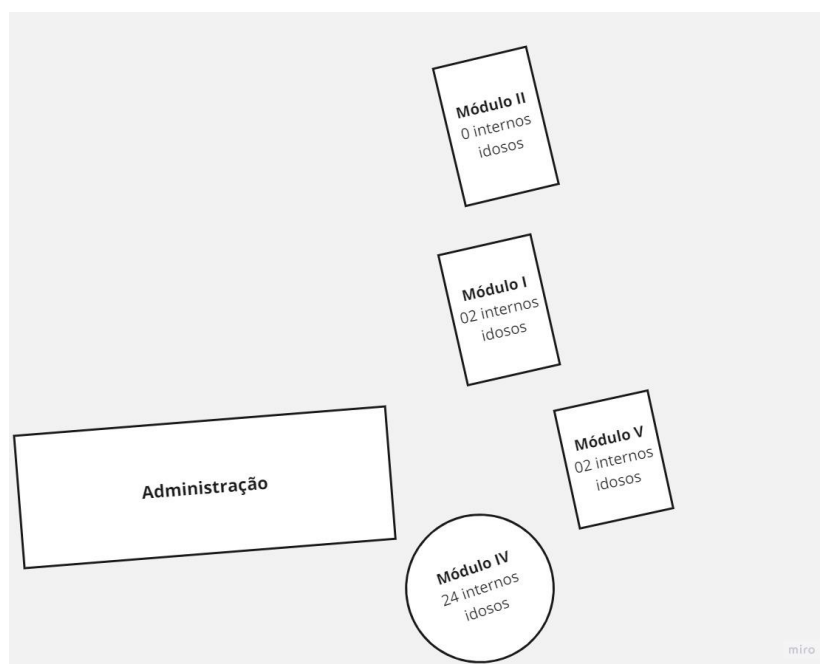 Módulo II
0 internos
idosos
Módulo I
02 internos
idosos
Módulo V
02 internos
idosos
Administração
Módulo IV
24 internos
idosos
miro